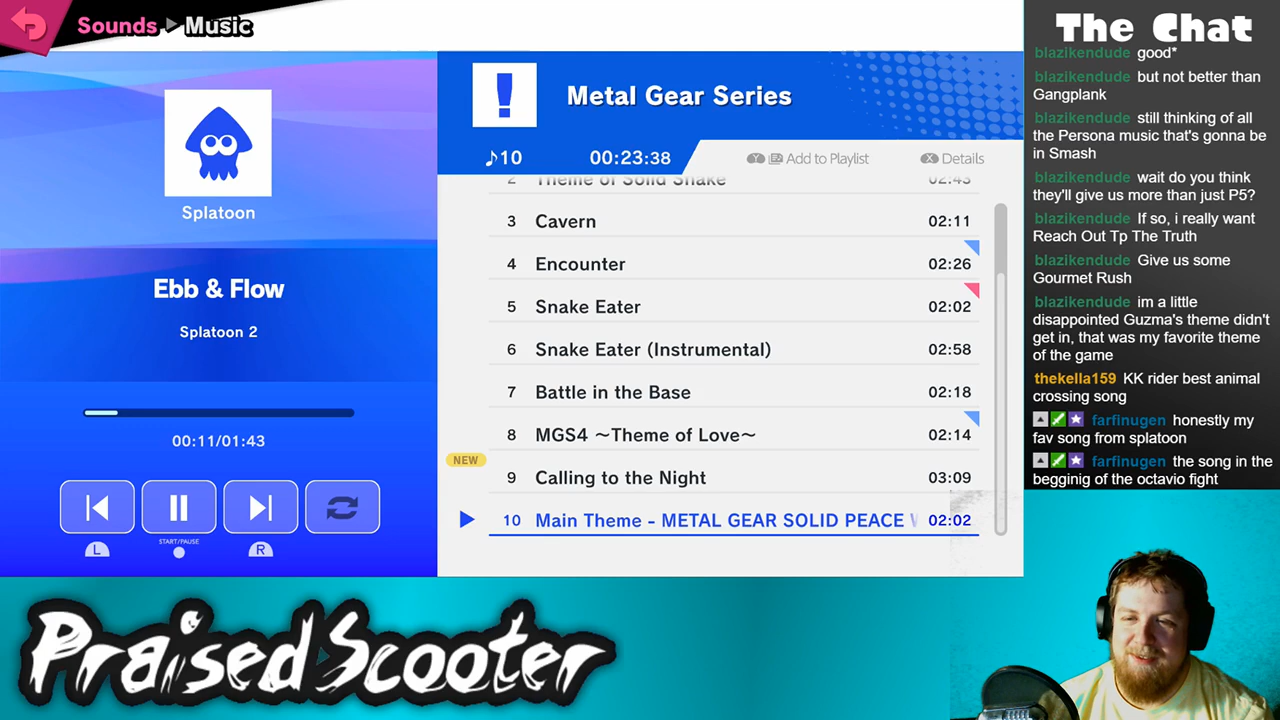 Sounds ▶ Music
Splatoon
Ebb & Flow
Splatoon 2
00:11/01:43
L
START/PAUSE
R
Metal Gear Series
♪10 00:23:38
Y Add to Playlist
X Details
2 Theme of Solid Snake 02:43
3 Cavern 02:11
4 Encounter 02:26
5 Snake Eater 02:02
6 Snake Eater (Instrumental) 02:58
7 Battle in the Base 02:18
8 MGS4 ~Theme of Love~ 02:14
NEW
9 Calling to the Night 03:09
10 Main Theme - METAL GEAR SOLID PEACE W 02:02
The Chat
blazikendude good*
blazikendude but not better than
Gangplank
blazikendude still thinking of all
the Persona music that's gonna be
in Smash
blazikendude wait do you think
they'll give us more than just P5?
blazikendude If so, i really want
Reach Out Tp The Truth
blazikendude Give us some
Gourmet Rush
blazikendude im a little
disappointed Guzma's theme didn't
get in, that was my favorite theme
of the game
thekella159 KK rider best animal
crossing song
farfinugen honestly my
fav song from splatoon
farfinugen the song in the
begginig of the octavio fight
PraisedScooter